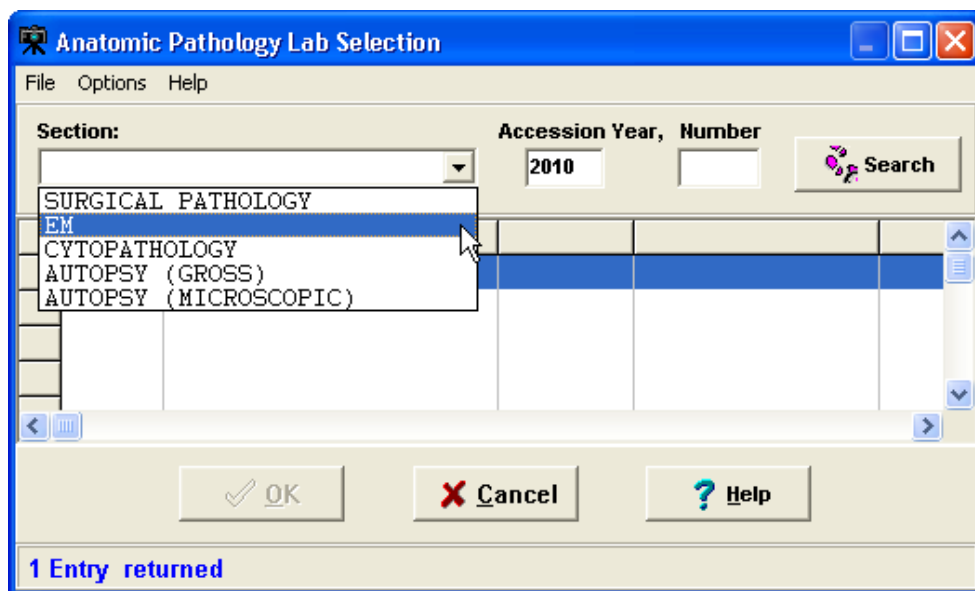 Anatomic Pathology Lab Selection
File Options Help
Section: Accession Year, Number
2010 Search
SURGICAL PATHOLOGY
EM
CYTOPATHOLOGY
AUTOPSY (GROSS)
AUTOPSY (MICROSCOPIC)
OK Cancel Help
1 Entry returned